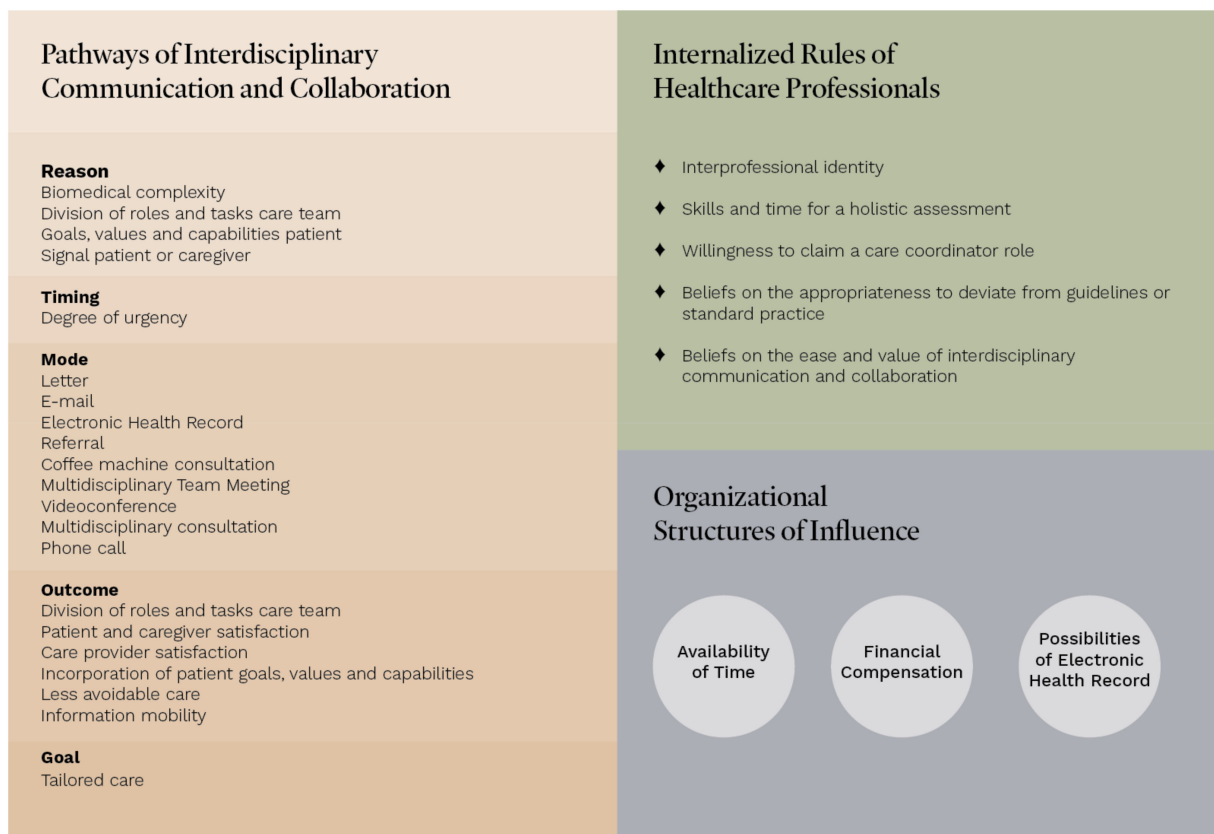 Pathways of Interdisciplinary
Communication and Collaboration
Reason
Biomedical complexity
Division of roles and tasks care team
Goals, values and capabilities patient
Signal patient or caregiver
Timing
Degree of urgency
Mode
Letter
E-mail
Electronic Health Record
Referral
Coffee machine consultation
Multidisciplinary Team Meeting
Videoconference
Multidisciplinary consultation
Phone call
Outcome
Division of roles and tasks care team
Patient and caregiver satisfaction
Care provider satisfaction
Incorporation of patient goals, values and capabilities
Less avoidable care
Information mobility
Goal
Tailored care
Internalized Rules of
Healthcare Professionals
♦ Interprofessional identity
♦ Skills and time for a holistic assessment
♦ Willingness to claim a care coordinator role
♦ Beliefs on the appropriateness to deviate from guidelines or
standard practice
♦ Beliefs on the ease and value of interdisciplinary
communication and collaboration
Organizational
Structures of Influence
Availability
of Time
Financial
Compensation
Possibilities
of Electronic
Health Record